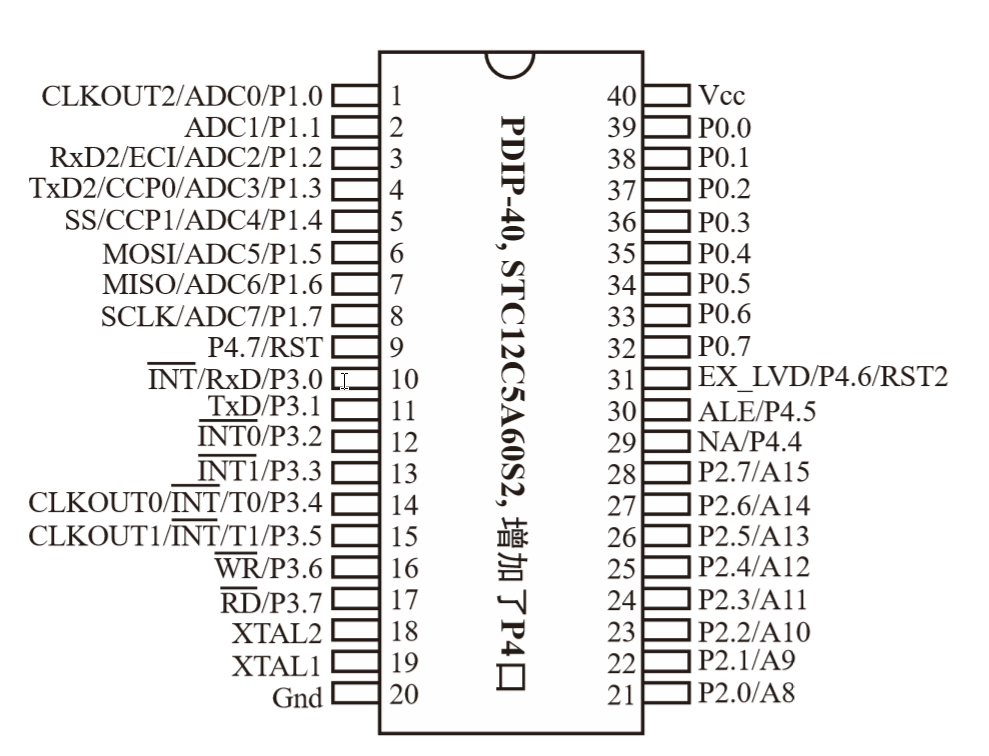 CLKOUT2/ADC0/P1.0 1 40 Vcc
ADC1/P1.1 2 39 P0.0
RxD2/ECI/ADC2/P1.2 3 38 P0.1
TxD2/CCP0/ADC3/P1.3 4 37 P0.2
SS/CCP1/ADC4/P1.4 5 36 P0.3
MOSI/ADC5/P1.5 6 35 P0.4
MISO/ADC6/P1.6 7 34 P0.5
SCLK/ADC7/P1.7 8 33 P0.6
P4.7/RST 9 32 P0.7
INT/RxD/P3.0 10 31 EX_LVD/P4.6/RST2
TxD/P3.1 11 30 ALE/P4.5
INT0/P3.2 12 29 NA/P4.4
INT1/P3.3 13 28 P2.7/A15
CLKOUT0/INT/T0/P3.4 14 27 P2.6/A14
CLKOUT1/INT/T1/P3.5 15 26 P2.5/A13
WR/P3.6 16 25 P2.4/A12
RD/P3.7 17 24 P2.3/A11
XTAL2 18 23 P2.2/A10
XTAL1 19 22 P2.1/A9
Gnd 20 21 P2.0/A8
PDIP-40, STC12C5A60S2, 增加了P4口